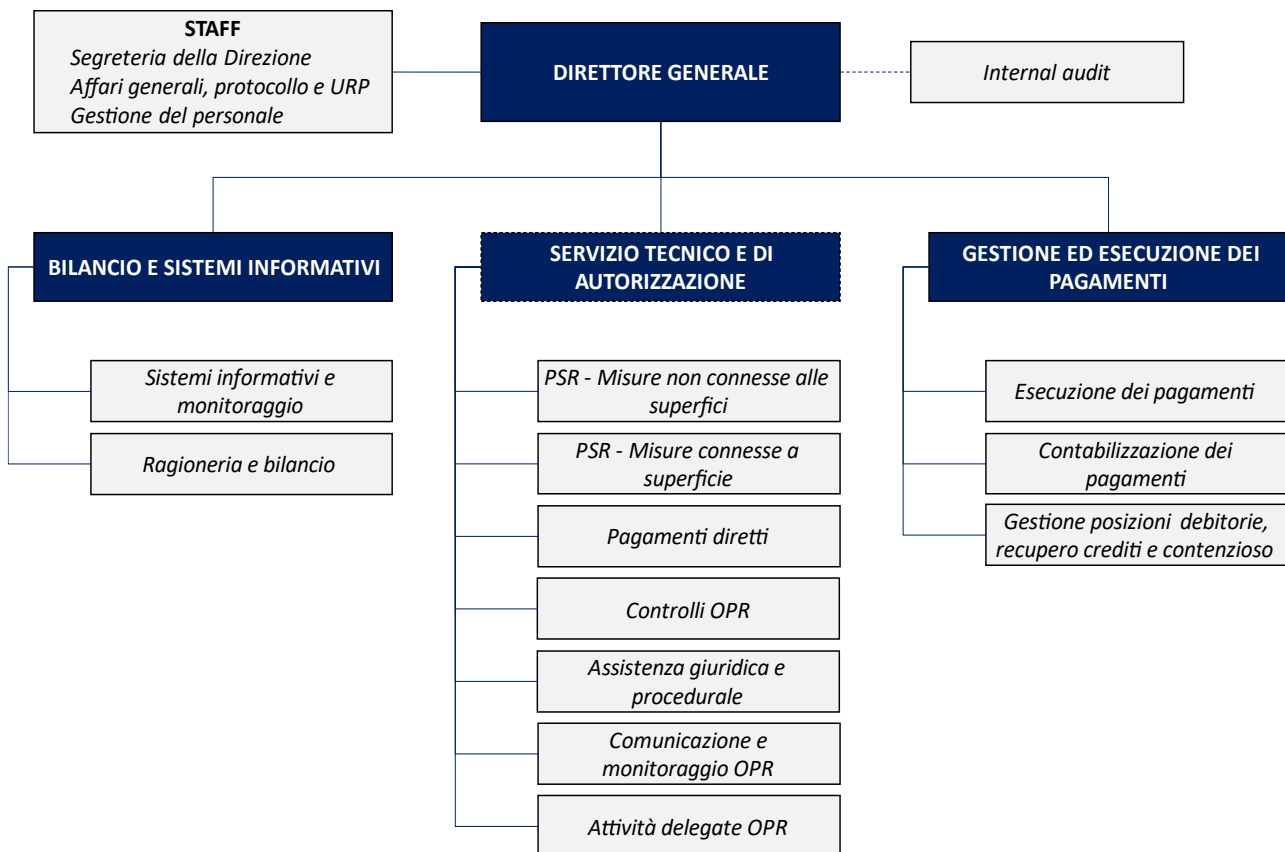 STAFF
Segreteria della Direzione
Affari generali, protocollo e URP
Gestione del personale
DIRETTORE GENERALE
Internal audit
BILANCIO E SISTEMI INFORMATIVI
Sistemi informativi e
monitoraggio
Ragioneria e bilancio
SERVIZIO TECNICO E DI
AUTORIZZAZIONE
PSR - Misure non connesse alle
superfici
PSR - Misure connesse a
superficie
Pagamenti diretti
Controlli OPR
Assistenza giuridica e
procedurale
Comunicazione e
monitoraggio OPR
Attività delegate OPR
GESTIONE ED ESECUZIONE DEI
PAGAMENTI
Esecuzione dei pagamenti
Contabilizzazione dei
pagamenti
Gestione posizioni debitorie,
recupero crediti e contenzioso